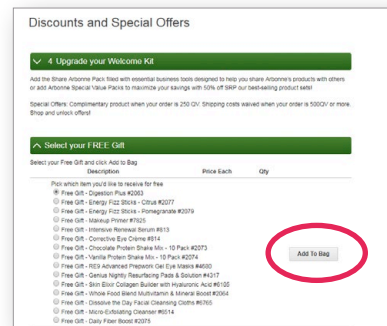 Discounts and Special Offers
4 Upgrade your Welcome Kit
Add the Share Arbonne Pack filled with essential business tools designed to help you share Arbonne's products with others
or add Arbonne Special Value Packs to maximize your savings with 50% off SRP our best-selling product sets!
Special Offers: Complimentary product when your order is 250 QV. Shipping costs waived when your order is 500QV or more.
Shop and unlock offers!
Select your FREE Gift
Select your Free Gift and click Add to Bag
Description Price Each Qty
Pick which item you'd like to receive for free
Free Gift - Digestion Plus #2063
Free Gift - Energy Fizz Sticks - Citrus #2077
Free Gift - Energy Fizz Sticks - Pomegranate #2079
Free Gift - Makeup Primer #7825
Free Gift - Intensive Renewal Serum #813
Free Gift - Corrective Eye Crème #814
Free Gift - Chocolate Protein Shake Mix - 10 Pack #2073
Free Gift - Vanilla Protein Shake Mix - 10 Pack #2074
Free Gift - RE9 Advanced Prepwork Gel Eye Masks #4680
Free Gift - Genius Nightly Resurfacing Pads & Solution #4317
Free Gift - Skin Elixir Collagen Builder with Hyaluronic Acid #6105
Free Gift - Whole Food Blend Multivitamin & Mineral Boost #2064
Free Gift - Dissolve the Day Facial Cleansing Cloths #6765
Free Gift - Micro-Exfoliating Cleanser #6514
Free Gift - Daily Fiber Boost #2075
Add To Bag